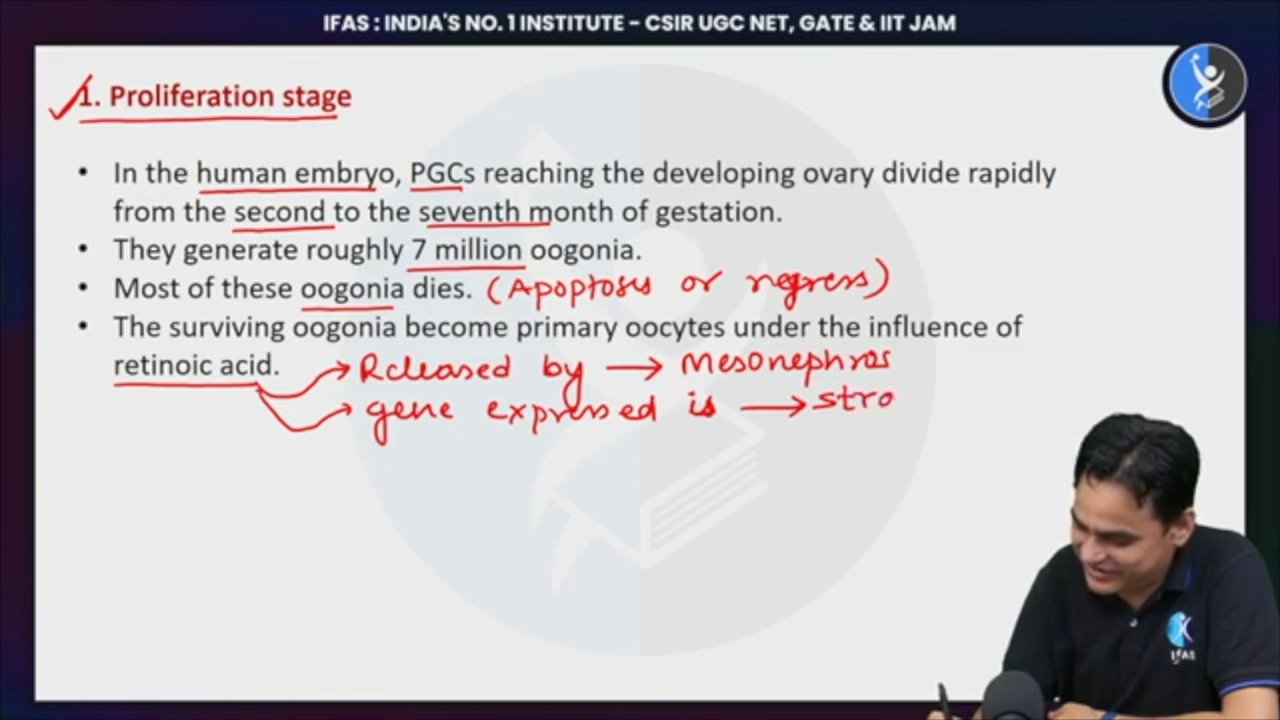 IFAS : INDIA'S NO. 1 INSTITUTE – CSIR UGC NET, GATE & IIT JAM
1. Proliferation stage
• In the human embryo, PGCs reaching the developing ovary divide rapidly
from the second to the seventh month of gestation.
• They generate roughly 7 million oogonia.
• Most of these oogonia dies. (Apoptosis or regress)
• The surviving oogonia become primary oocytes under the influence of
retinoic acid. → Released by → Mesonephros
→ gene expressed is → stra
IFAS